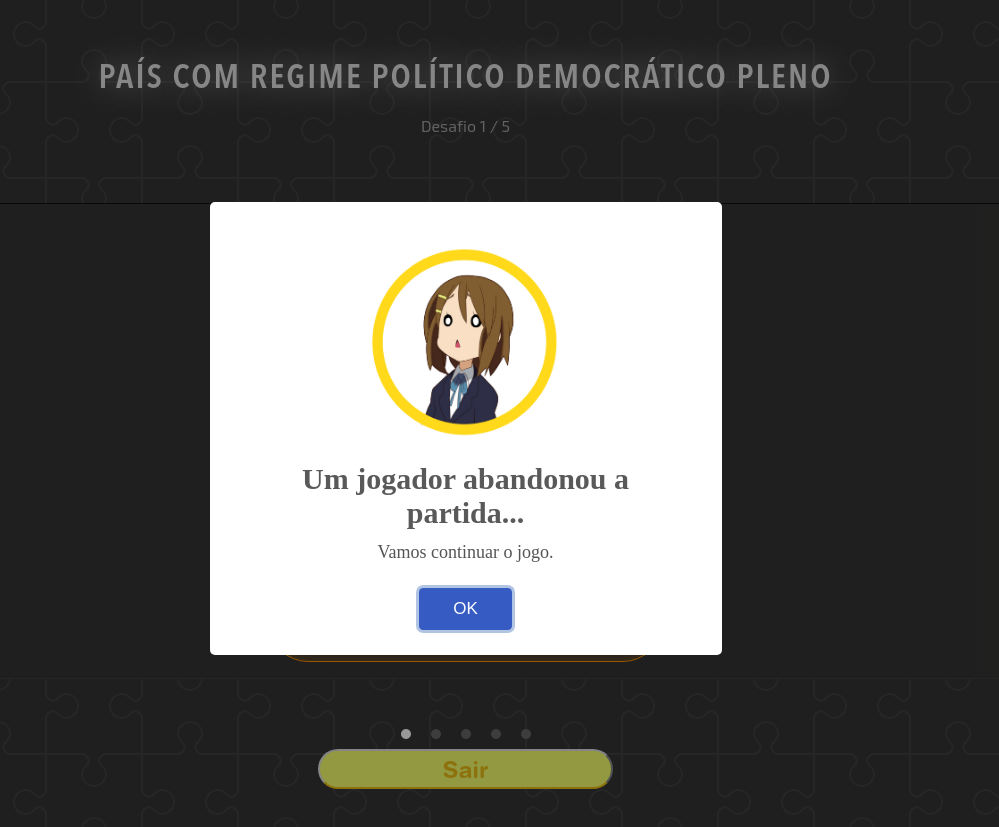 PAÍS COM REGIME POLÍTICO DEMOCRÁTICO PLENO
Desafio 1 / 5
Um jogador abandonou a
partida...
Vamos continuar o jogo.
OK
Sair